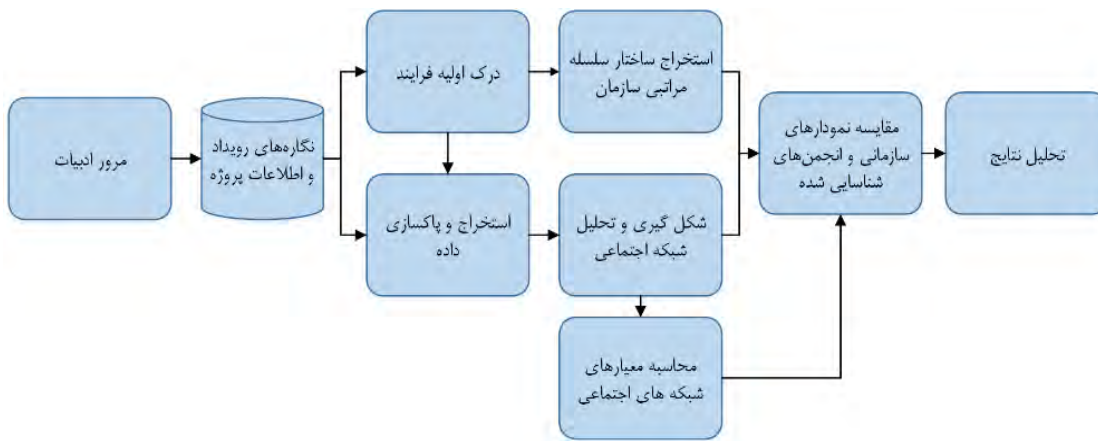 مرور ادبیات
نگاره‌های رویداد
و اطلاعات پروژه
درک اولیه فرایند
استخراج و پاکسازی
داده
استخراج ساختار سلسله
مراتبی سازمان
شکل گیری و تحلیل
شبکه اجتماعی
محاسبه معیارهای
شبکه های اجتماعی
مقایسه نمودارهای
سازمانی و انجمن‌های
شناسایی شده
تحلیل نتایج